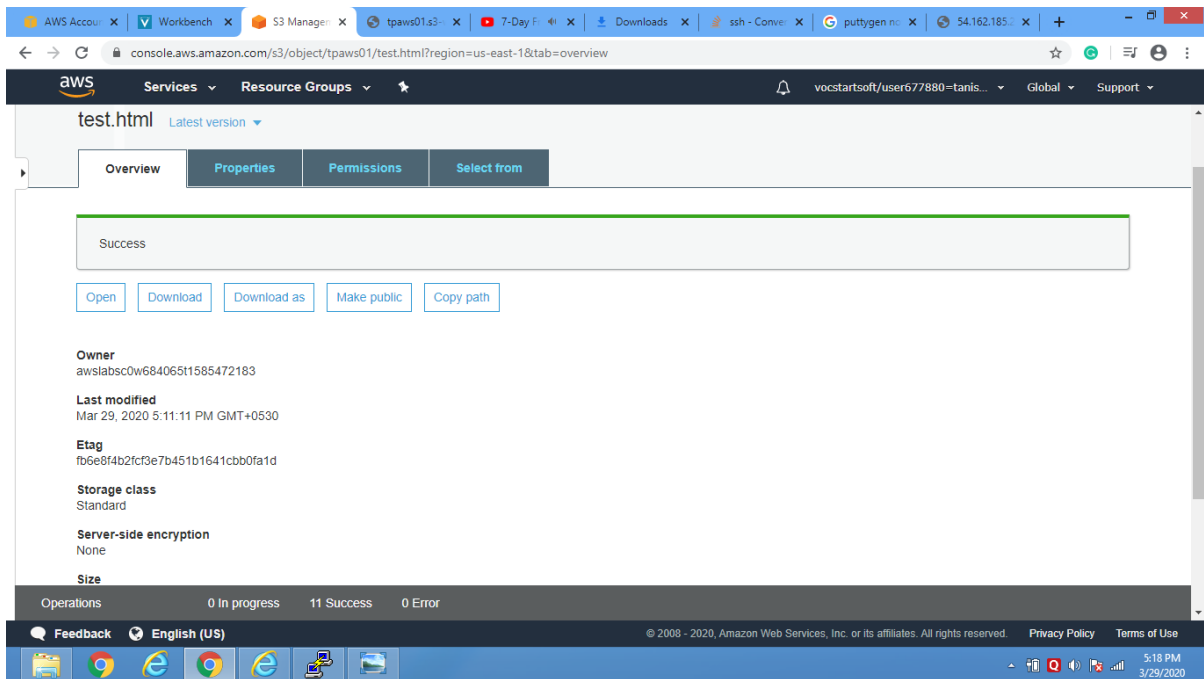 AWS Accour
Workbench
S3 Manager
tpaws01.s3-
7-Day F
Downloads
ssh - Conver
puttygen no
54.162.185.2
console.aws.amazon.com/s3/object/tpaws01/test.html?region=us-east-1&tab=overview
aws Services Resource Groups vocstartsoft/user677880=tanis... Global Support
test.html Latest version
Overview Properties Permissions Select from
Success
Open Download Download as Make public Copy path
Owner
awslabsc0w684065t1585472183
Last modified
Mar 29, 2020 5:11:11 PM GMT+0530
Etag
fb6e8f4b2fcf3e7b451b1641cbb0fa1d
Storage class
Standard
Server-side encryption
None
Size
Operations 0 In progress 11 Success 0 Error
Feedback English (US) © 2008 - 2020, Amazon Web Services, Inc. or its affiliates. All rights reserved. Privacy Policy Terms of Use
5:18 PM
3/29/2020